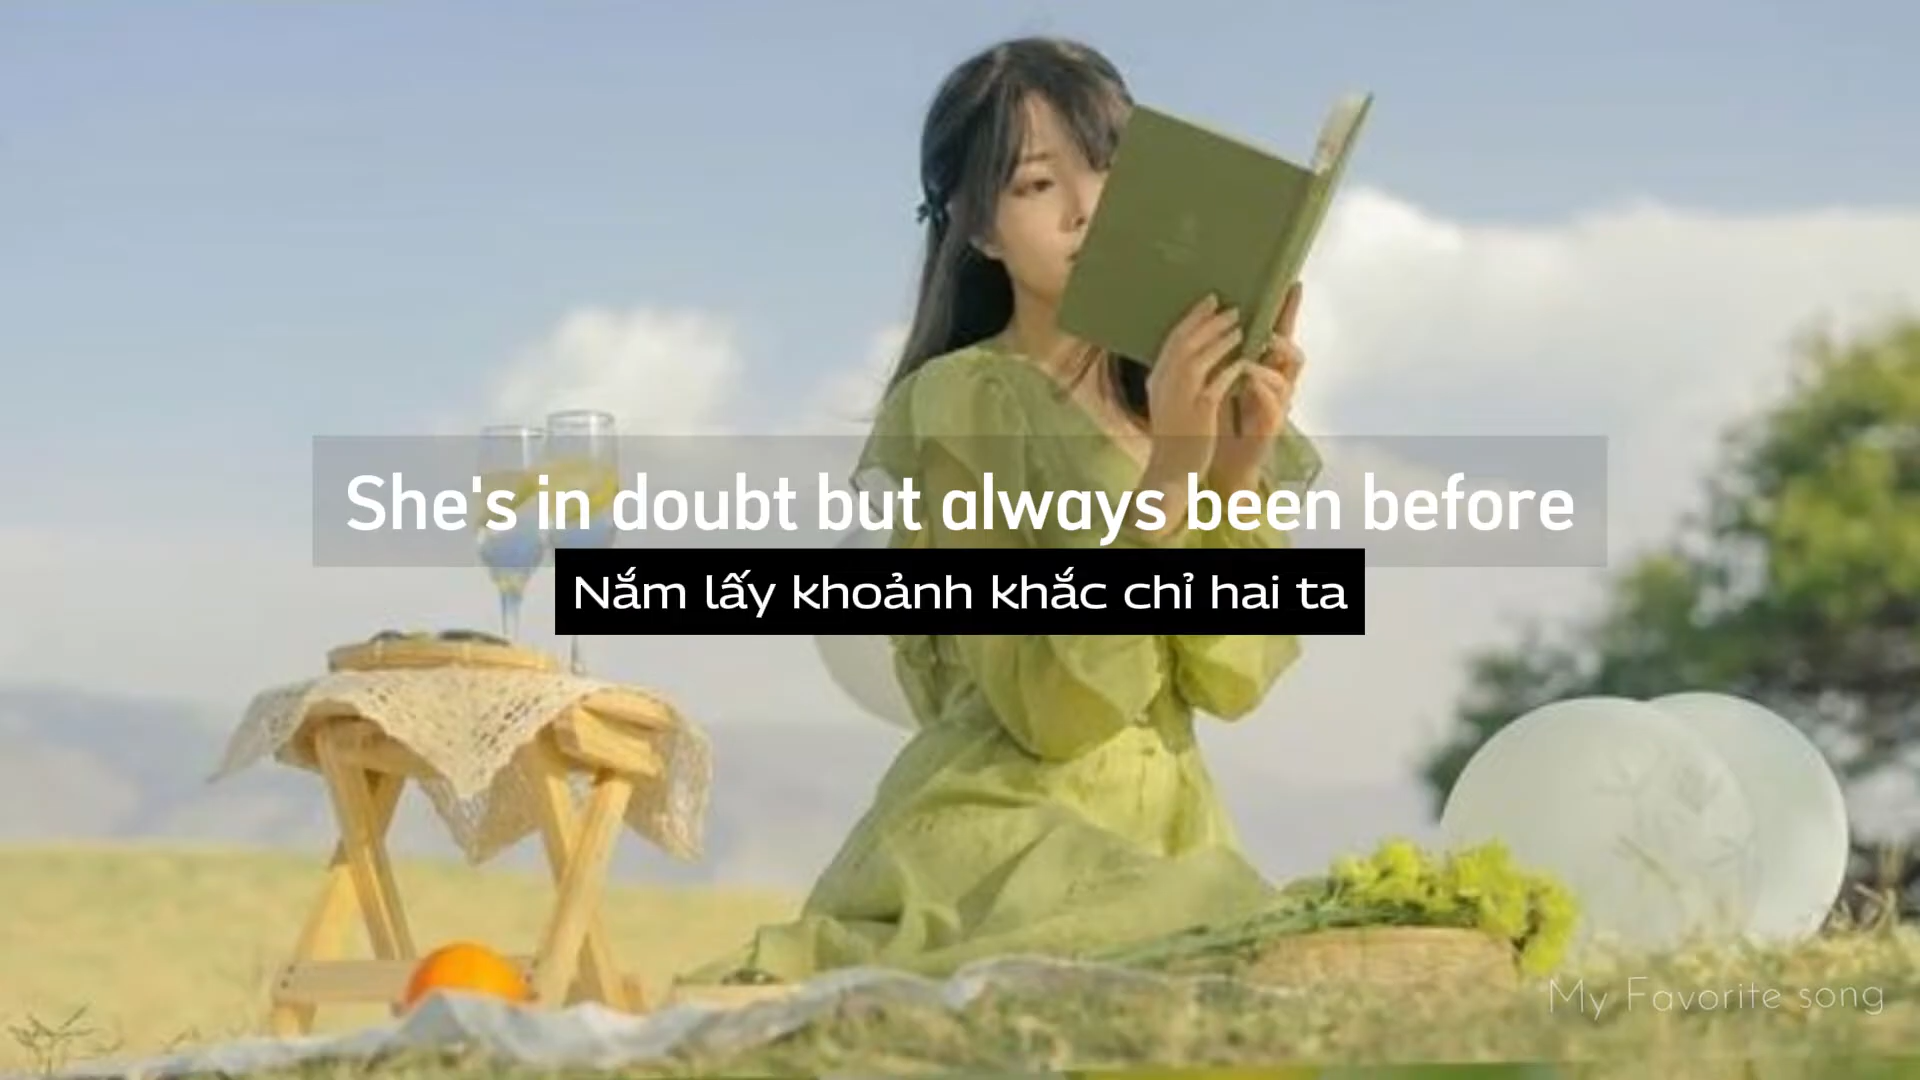 She's in doubt but always been before
Nắm lấy khoảnh khắc chỉ hai ta
My Favorite song